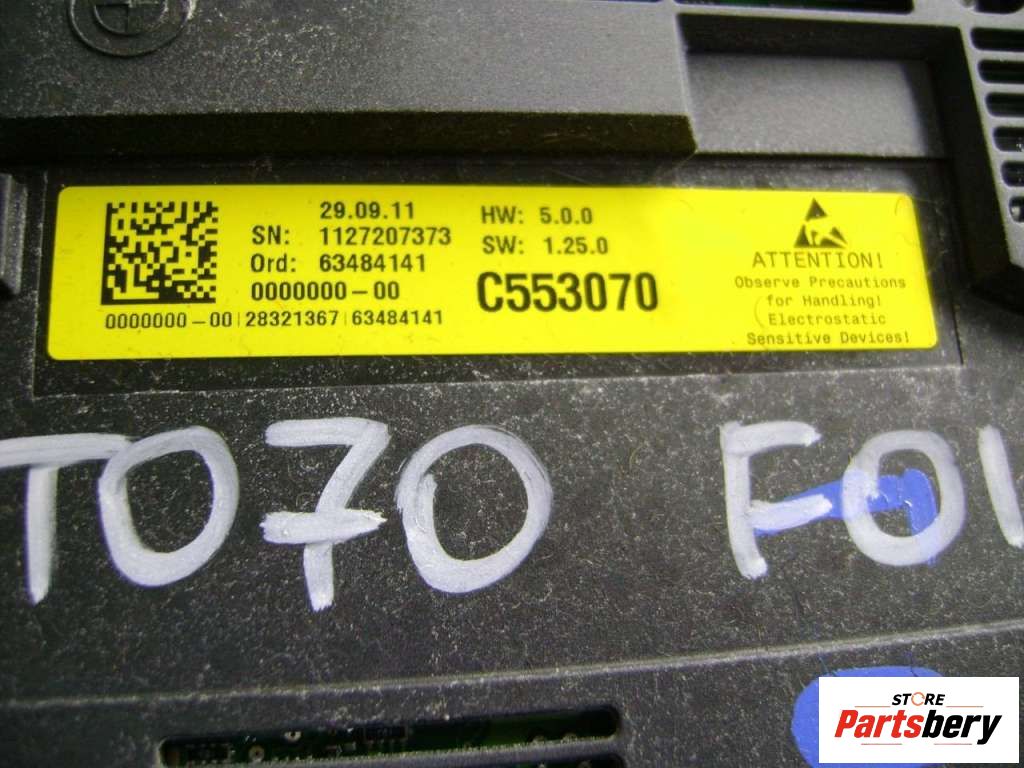 29.09.11
SN: 1127207373
Ord: 63484141
0000000-00
0000000-00|28321367|63484141
HW: 5.0.0
SW: 1.25.0
C553070
ATTENTION!
Observe Precautions
for Handling!
Electrostatic
Sensitive Devices!
T070 F01
STORE
Partsbery